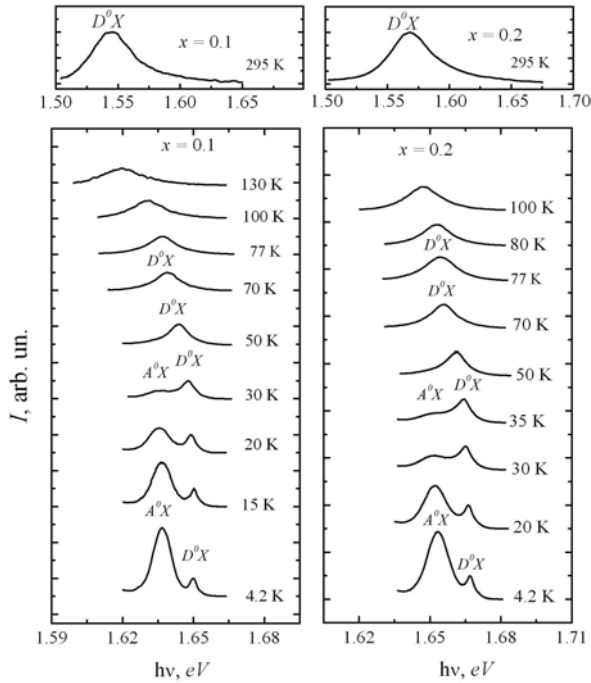 D⁰X
x = 0.1
295 K
1.50 1.55 1.60 1.65
D⁰X
x = 0.2
295 K
1.50 1.55 1.60 1.65 1.70
I, arb. un.
x = 0.1
130 K
100 K
77 K
D⁰X
70 K
D⁰X
50 K
A⁰X D⁰X
30 K
20 K
15 K
A⁰X
D⁰X
4.2 K
1.59 1.62 1.65 1.68
hν, eV
x = 0.2
100 K
80 K
D⁰X
77 K
D⁰X
70 K
50 K
A⁰X D⁰X
35 K
30 K
20 K
A⁰X
D⁰X
4.2 K
1.62 1.65 1.68 1.71
hν, eV